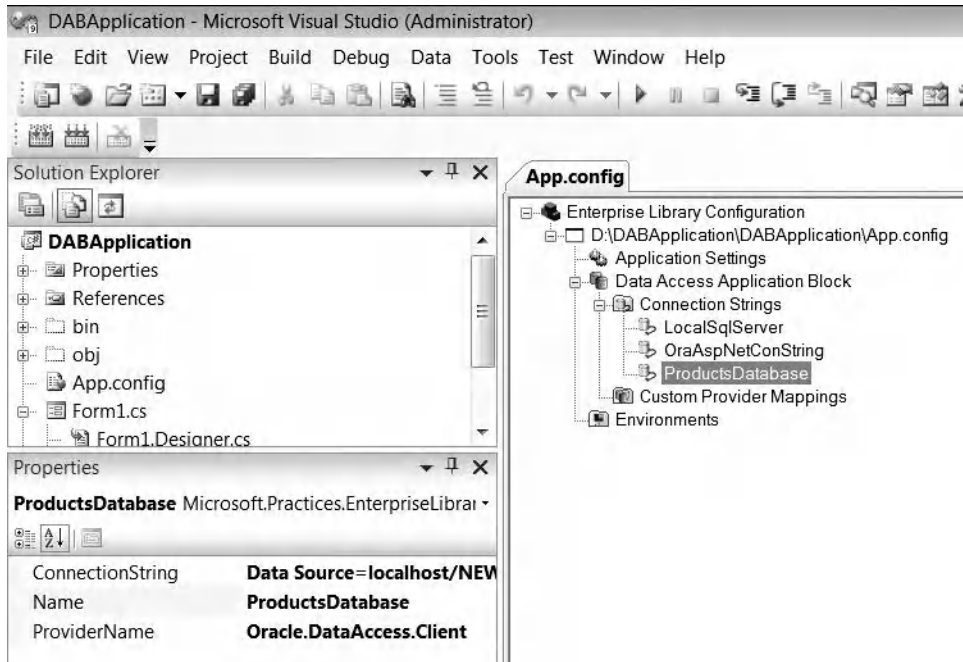 DABApplication - Microsoft Visual Studio (Administrator)
File Edit View Project Build Debug Data Tools Test Window Help
Solution Explorer
DABApplication
Properties
References
bin
obj
App.config
Form1.cs
Form1.Designer.cs
Properties
ProductsDatabase Microsoft.Practices.EnterpriseLibrar
ConnectionString Data Source=localhost/NEW
Name ProductsDatabase
ProviderName Oracle.DataAccess.Client
App.config
Enterprise Library Configuration
D:\DABApplication\DABApplication\App.config
Application Settings
Data Access Application Block
Connection Strings
LocalSqlServer
OraAspNetConString
ProductsDatabase
Custom Provider Mappings
Environments